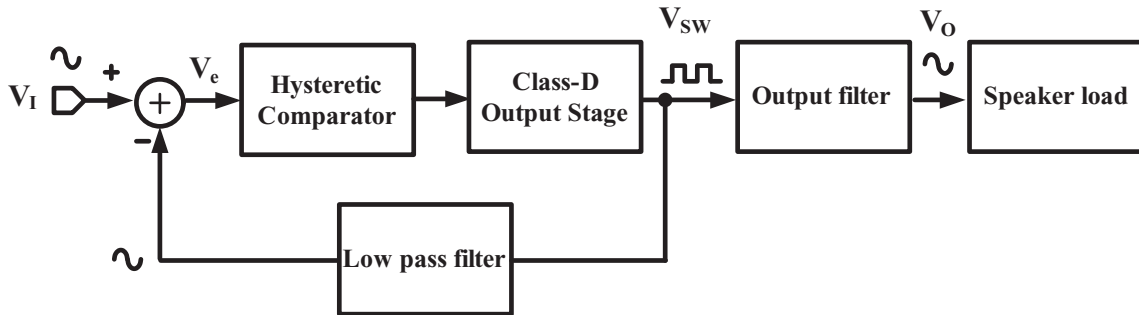 V_SW
V_O
V_I
+
V_e
+
−
Hysteretic
Comparator
Class-D
Output Stage
Output filter
Speaker load
Low pass filter